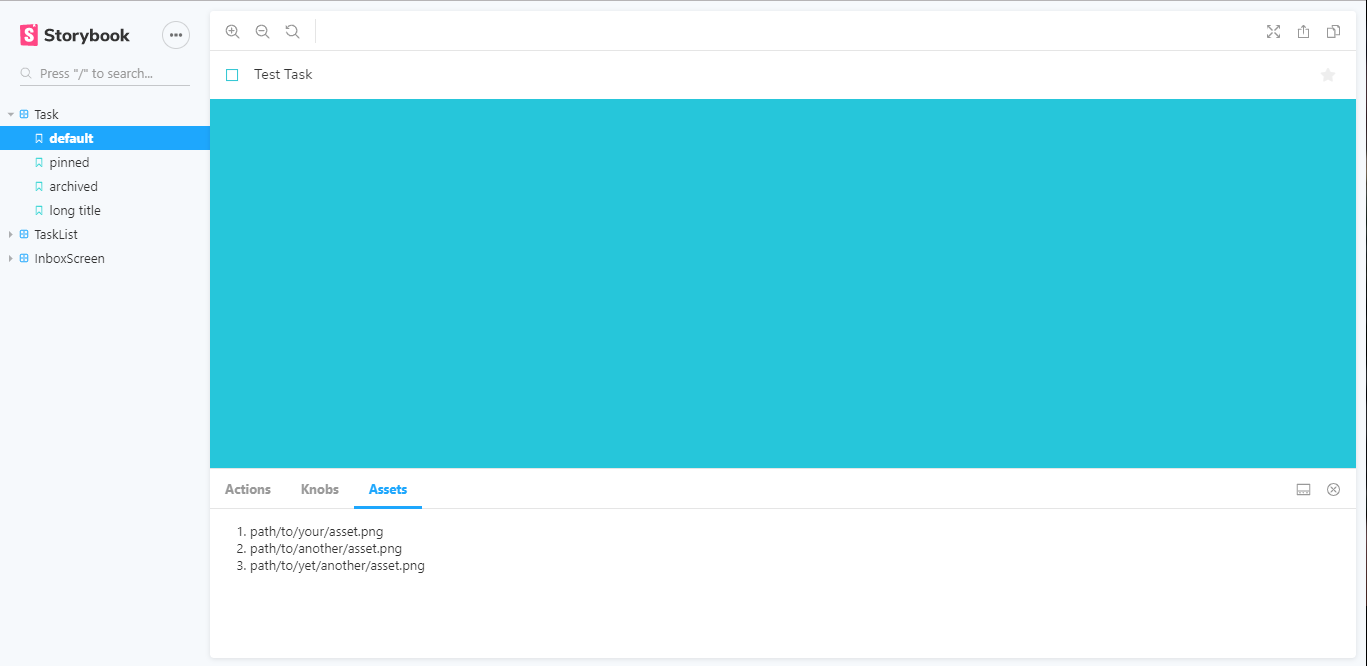 Storybook
Press "/" to search...
Task
default
pinned
archived
long title
TaskList
InboxScreen
Test Task
Actions Knobs Assets
1. path/to/your/asset.png
2. path/to/another/asset.png
3. path/to/yet/another/asset.png